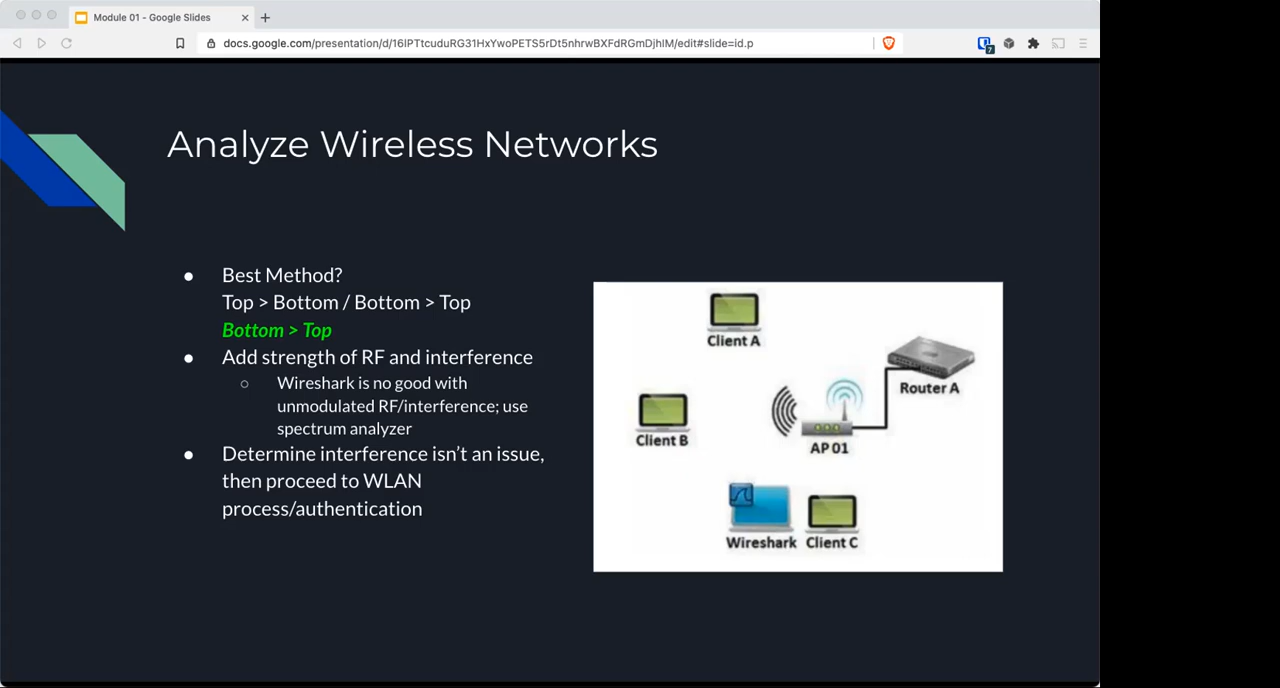 Module 01 - Google Slides
docs.google.com/presentation/d/16IPTtcuduRG31HxYwoPETS5rDt5nhrwBXFdRGmDjhIM/edit#slide=id.p
7
Analyze Wireless Networks
● Best Method?
Top > Bottom / Bottom > Top
Bottom > Top
● Add strength of RF and interference
○ Wireshark is no good with
unmodulated RF/interference; use
spectrum analyzer
● Determine interference isn't an issue,
then proceed to WLAN
process/authentication
Client A
Router A
Client B
AP 01
Wireshark
Client C